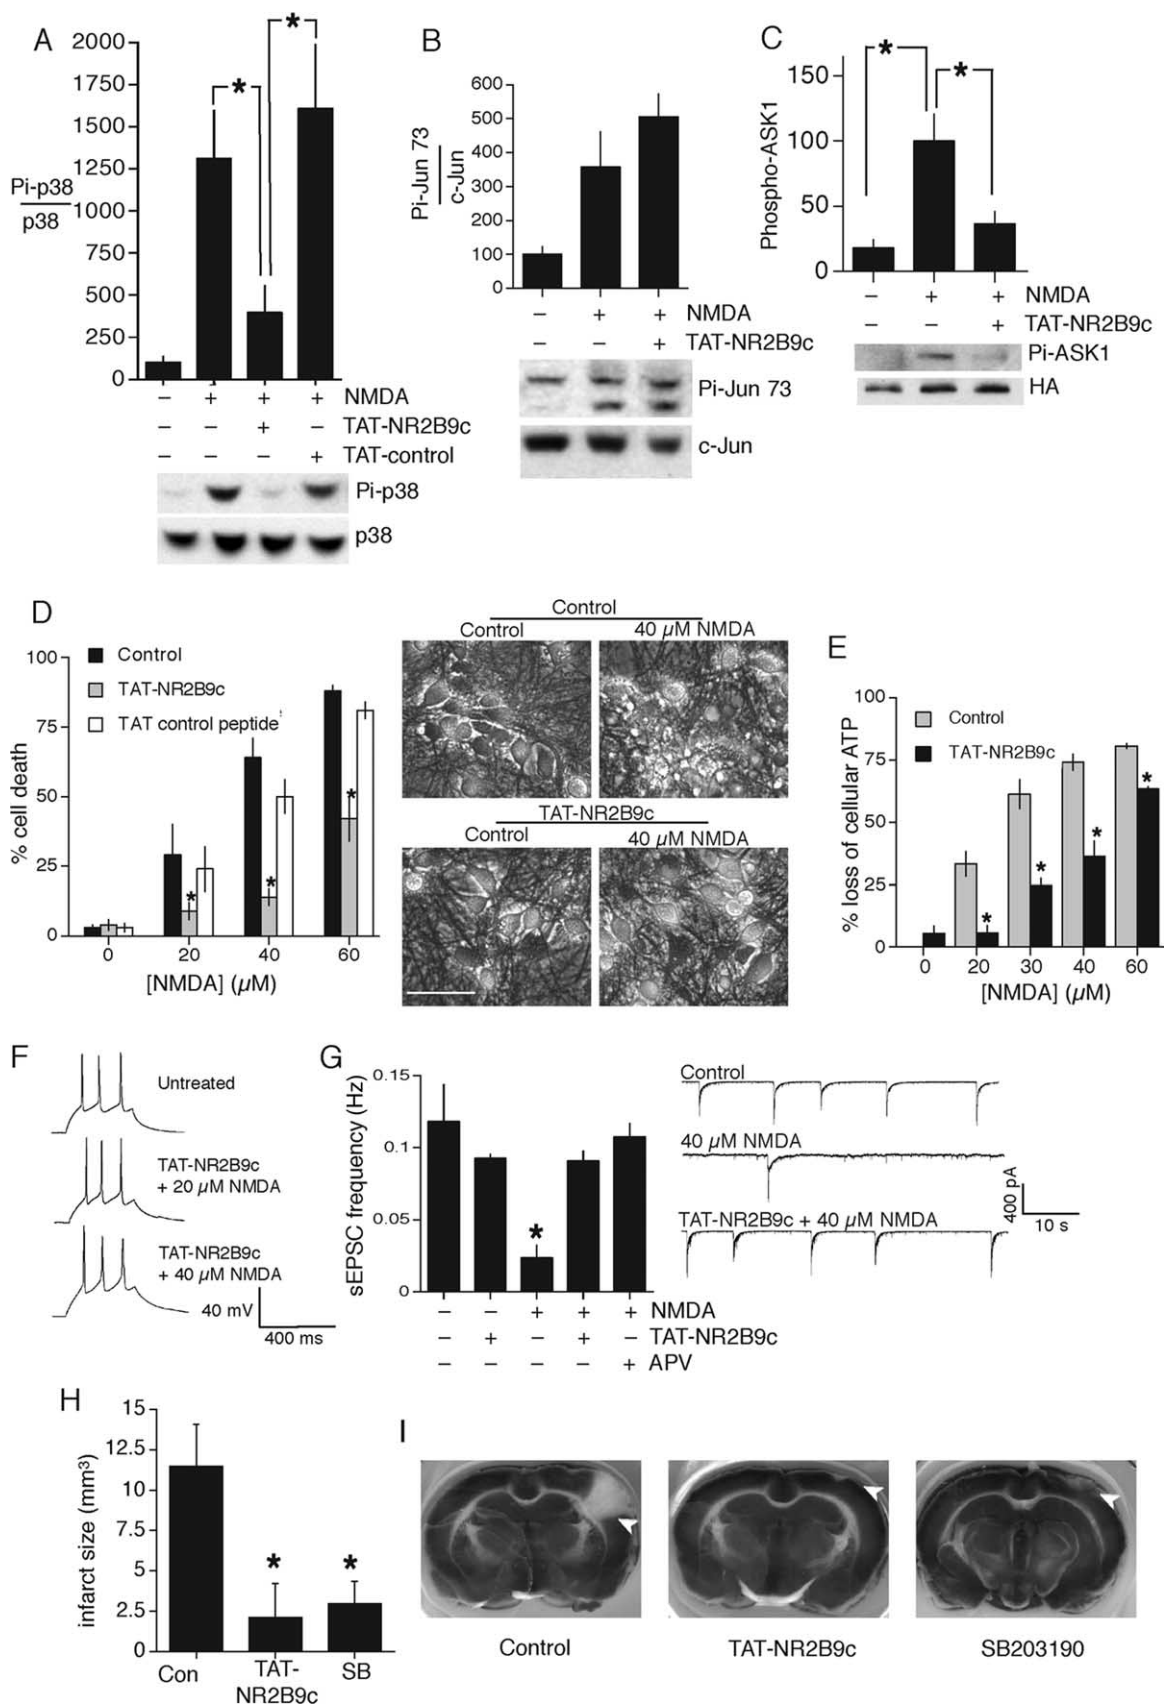 A
2000
1750
1500
1250
1000
750
500
250
0
Pi-p38
p38
*
*
− + + + NMDA
− − + − TAT-NR2B9c
− − − + TAT-control
Pi-p38
p38
B
600
500
400
300
200
100
0
Pi-Jun 73
c-Jun
− + + NMDA
− − + TAT-NR2B9c
Pi-Jun 73
c-Jun
C
150
100
50
0
Phospho-ASK1
*
*
− + + NMDA
− − + TAT-NR2B9c
Pi-ASK1
HA
D
100
75
50
25
0
% cell death
Control
TAT-NR2B9c
TAT control peptide
*
*
*
0 20 40 60
[NMDA] (µM)
Control
Control 40 µM NMDA
TAT-NR2B9c
Control 40 µM NMDA
E
100
75
50
25
0
% loss of cellular ATP
Control
TAT-NR2B9c
*
*
*
*
0 20 30 40 60
[NMDA] (µM)
F
Untreated
TAT-NR2B9c
+ 20 µM NMDA
TAT-NR2B9c
+ 40 µM NMDA
40 mV
400 ms
G
0.15
0.1
0.05
0
sEPSC frequency (Hz)
*
− − + + + NMDA
− + − + − TAT-NR2B9c
− − − − + APV
Control
40 µM NMDA
TAT-NR2B9c + 40 µM NMDA
400 pA
10 s
H
15
12.5
10
7.5
5
2.5
0
infarct size (mm³)
*
*
Con TAT- SB
NR2B9c
I
Control TAT-NR2B9c SB203190